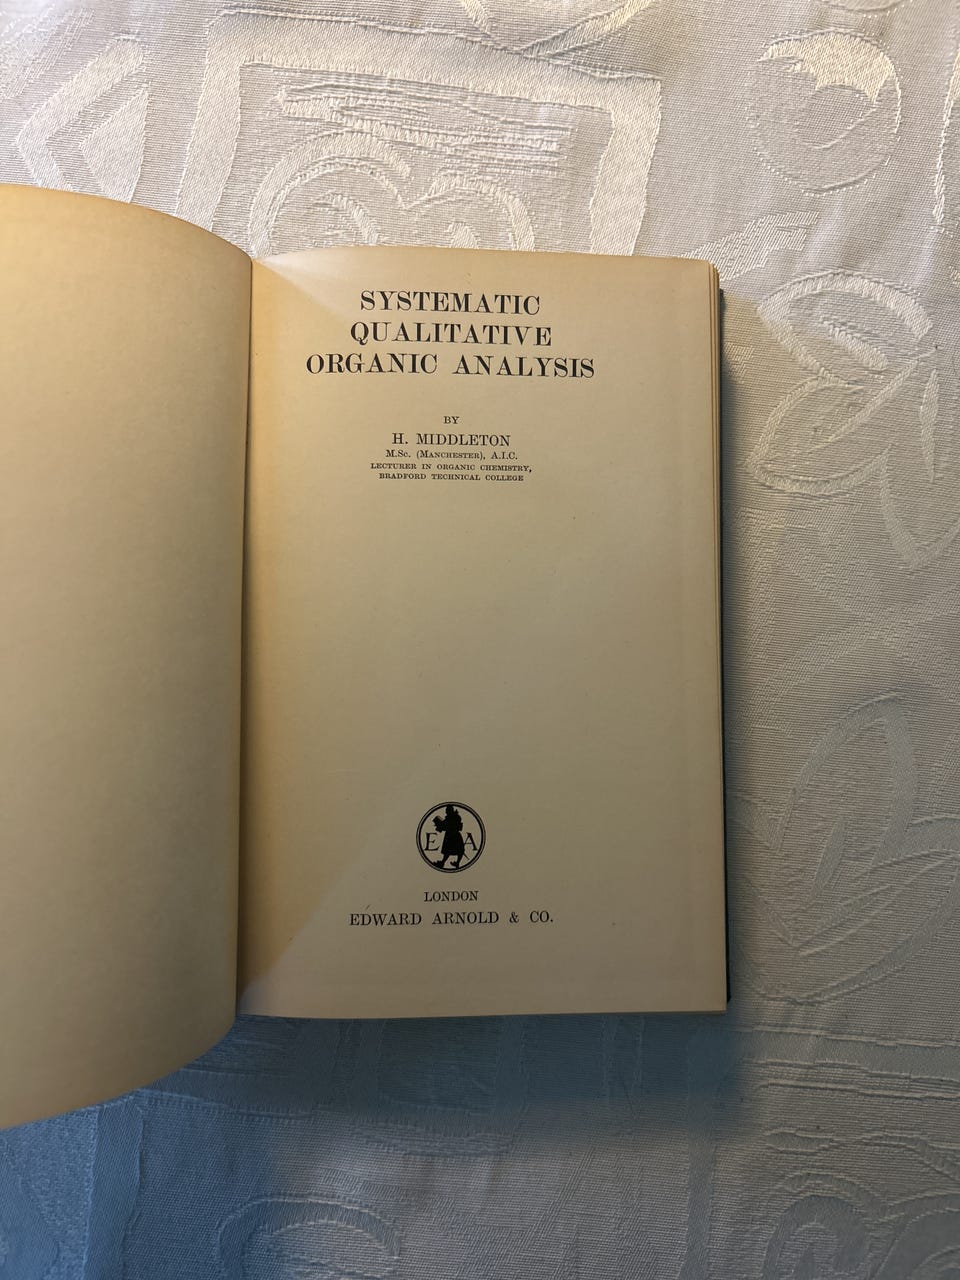 SYSTEMATIC
QUALITATIVE
ORGANIC ANALYSIS
BY
H. MIDDLETON
M.Sc. (Manchester), A.I.C.
LECTURER IN ORGANIC CHEMISTRY,
BRADFORD TECHNICAL COLLEGE
E A
LONDON
EDWARD ARNOLD & CO.